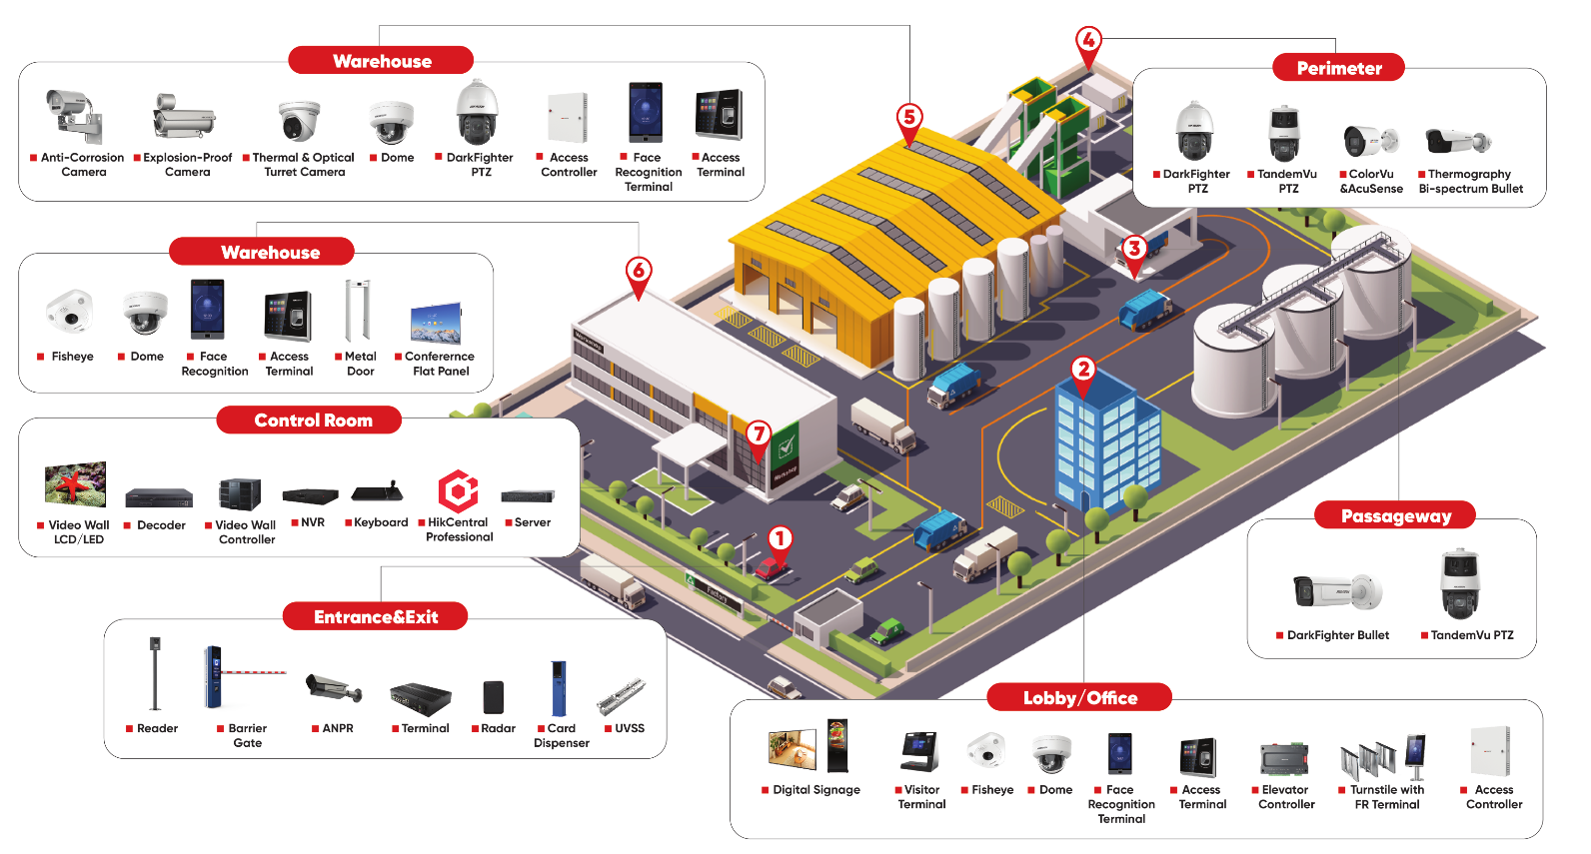 Warehouse
Anti-Corrosion
Camera
Explosion-Proof
Camera
Thermal & Optical
Turret Camera
Dome
DarkFighter
PTZ
Access
Controller
Face
Recognition
Terminal
Access
Terminal
4
Perimeter
DarkFighter
PTZ
TandemVu
PTZ
ColorVu
&AcuSense
Thermography
Bi-spectrum Bullet
5
3
6
2
7
1
Warehouse
Fisheye
Dome
Face
Recognition
Access
Terminal
Metal
Door
Conferernce
Flat Panel
Control Room
Video Wall
LCD/LED
Decoder
Video Wall
Controller
NVR
Keyboard
HikCentral
Professional
Server
Workshop
Factory
Passageway
DarkFighter Bullet
TandemVu PTZ
Entrance&Exit
Reader
Barrier
Gate
ANPR
Terminal
Radar
Card
Dispenser
UVSS
Lobby/Office
Digital Signage
Visitor
Terminal
Fisheye
Dome
Face
Recognition
Terminal
Access
Terminal
Elevator
Controller
Turnstile with
FR Terminal
Access
Controller